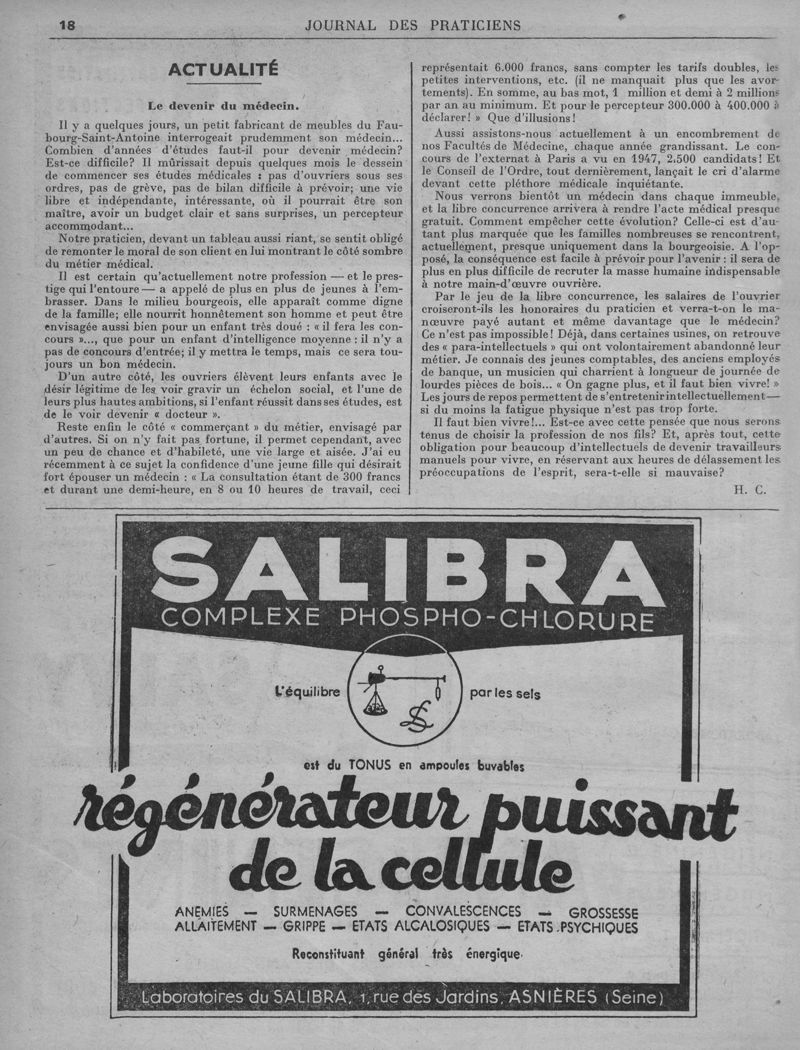 18
JOURNAL DES PRATICIENS
ACTUALITÉ
Le devenir du médecin.
Il y a quelques jours, un petit fabricant de meubles du Fau-
bourg-Saint-Antoine interrogeait prudemment son médecin...
Combien d'années d'études faut-il pour devenir médecin?
Est-ce difficile? Il mûrissait depuis quelques mois le dessein
de commencer ses études médicales : pas d'ouvriers sous ses
ordres, pas de grève, pas de bilan difficile à prévoir; une vie
libre et indépendante, intéressante, où il pourrait être son
maître, avoir un budget clair et sans surprises, un percepteur
accommodant...
Notre praticien, devant un tableau aussi riant, se sentit obligé
de remonter le moral de son client en lui montrant le côté sombre
du métier médical.
Il est certain qu'actuellement notre profession — et le pres-
tige qui l'entoure — a appelé de plus en plus de jeunes à l'em-
brasser. Dans le milieu bourgeois, elle apparaît comme digne
de la famille; elle nourrit honnêtement son homme et peut être
envisagée aussi bien pour un enfant très doué : « il fera les con-
cours »..., que pour un enfant d'intelligence moyenne : il n'y a
pas de concours d'entrée; il y mettra le temps, mais ce sera tou-
jours un bon médecin.
D'un autre côté, les ouvriers élèvent leurs enfants avec le
désir légitime de les voir gravir un échelon social, et l'une de
leurs plus hautes ambitions, si l'enfant réussit dans ses études, est
de le voir devenir « docteur ».
Reste enfin le côté « commerçant » du métier, envisagé par
d'autres. Si on n'y fait pas fortune, il permet cependant, avec
un peu de chance et d'habileté, une vie large et aisée. J'ai eu
récemment à ce sujet la confidence d'une jeune fille qui désirait
fort épouser un médecin : « La consultation étant de 300 francs
et durant une demi-heure, en 8 ou 10 heures de travail, ceci
représentait 6.000 francs, sans compter les tarifs doubles, les
petites interventions, etc. (il ne manquait plus que les avor-
tements). En somme, au bas mot, 1 million et demi à 2 millions
par an au minimum. Et pour le percepteur 300.000 à 400.000 à
déclarer! » Que d'illusions!
Aussi assistons-nous actuellement à un encombrement de
nos Facultés de Médecine, chaque année grandissant. Le con-
cours de l'externat à Paris a vu en 1947, 2.500 candidats! Et
le Conseil de l'Ordre, tout dernièrement, lançait le cri d'alarme
devant cette pléthore médicale inquiétante.
Nous verrons bientôt un médecin dans chaque immeuble,
et la libre concurrence arrivera à rendre l'acte médical presque
gratuit. Comment empêcher cette évolution? Celle-ci est d'au-
tant plus marquée que les familles nombreuses se rencontrent,
actuellement, presque uniquement dans la bourgeoisie. A l'op-
posé, la conséquence est facile à prévoir pour l'avenir : il sera de
plus en plus difficile de recruter la masse humaine indispensable
à notre main-d'œuvre ouvrière.
Par le jeu de la libre concurrence, les salaires de l'ouvrier
croiseront-ils les honoraires du praticien et verra-t-on le ma-
nœuvre payé autant et même davantage que le médecin?
Ce n'est pas impossible! Déjà, dans certaines usines, on retrouve
des « para-intellectuels » qui ont volontairement abandonné leur
métier. Je connais des jeunes comptables, des anciens employés
de banque, un musicien qui charrient à longueur de journée de
lourdes pièces de bois... « On gagne plus, et il faut bien vivre! »
Les jours de repos permettent de s'entretenir intellectuellement—
si du moins la fatigue physique n'est pas trop forte.
Il faut bien vivre!... Est-ce avec cette pensée que nous serons
tenus de choisir la profession de nos fils? Et, après tout, cette
obligation pour beaucoup d'intellectuels de devenir travailleurs
manuels pour vivre, en réservant aux heures de délassement les
préoccupations de l'esprit, sera-t-elle si mauvaise?
H. C.
SALIBRA
COMPLEXE PHOSPHO-CHLORURE
L'équilibre par les sels
est du TONUS en ampoules buvables
régénérateur puissant
de la cellule
ANEMIES — SURMENAGES — CONVALESCENCES — GROSSESSE
ALLAITEMENT — GRIPPE — ETATS ALCALOSIQUES — ETATS PSYCHIQUES
Reconstituant général très énergique
Laboratoires du SALIBRA, 1, rue des Jardins, ASNIÈRES (Seine)